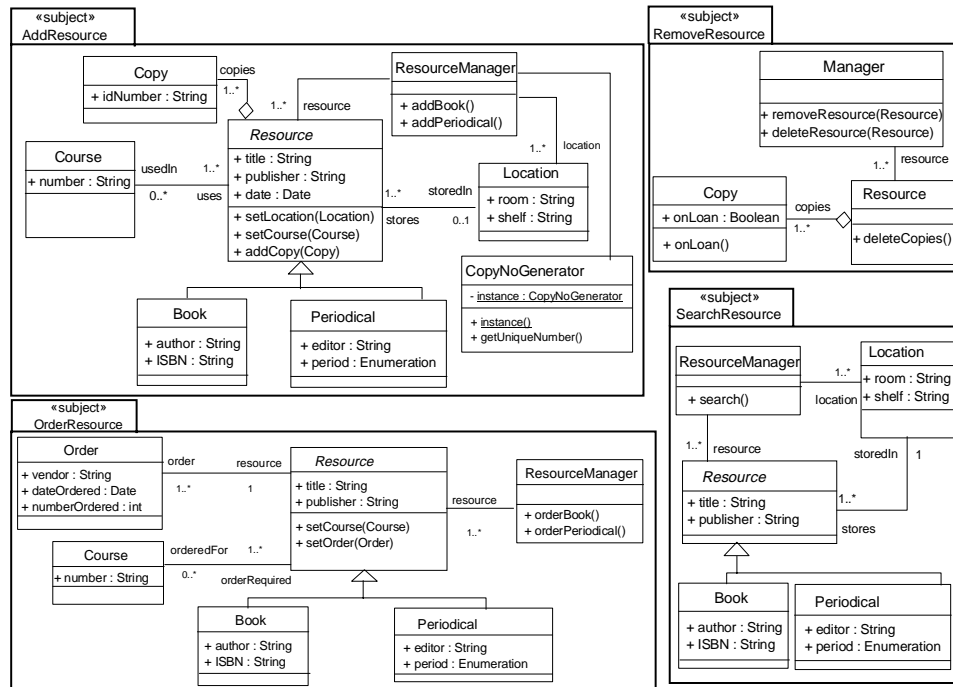 «subject»
AddResource
Copy
+ idNumber : String
copies
1..*
1..*
resource
ResourceManager
+ addBook()
+ addPeriodical()
Resource
+ title : String
+ publisher : String
+ date : Date
+ setLocation(Location)
+ setCourse(Course)
+ addCopy(Copy)
Course
+ number : String
usedIn
1..*
0..*
uses
1..*
location
1..*
storedIn
stores
0..1
Location
+ room : String
+ shelf : String
CopyNoGenerator
- instance : CopyNoGenerator
+ instance()
+ getUniqueNumber()
Book
+ author : String
+ ISBN : String
Periodical
+ editor : String
+ period : Enumeration
«subject»
RemoveResource
Manager
+ removeResource(Resource)
+ deleteResource(Resource)
resource
1..*
Copy
+ onLoan : Boolean
+ onLoan()
copies
1..*
Resource
+ deleteCopies()
«subject»
SearchResource
ResourceManager
+ search()
1..*
location
Location
+ room : String
+ shelf : String
1..*
resource
storedIn
1
Resource
+ title : String
+ publisher : String
1..*
stores
Book
+ author : String
+ ISBN : String
Periodical
+ editor : String
+ period : Enumeration
«subject»
OrderResource
Order
+ vendor : String
+ dateOrdered : Date
+ numberOrdered : int
order
resource
1..*
1
Resource
+ title : String
+ publisher : String
+ setCourse(Course)
+ setOrder(Order)
resource
1..*
ResourceManager
+ orderBook()
+ orderPeriodical()
Course
+ number : String
orderedFor
1..*
0..*
orderRequired
Book
+ author : String
+ ISBN : String
Periodical
+ editor : String
+ period : Enumeration